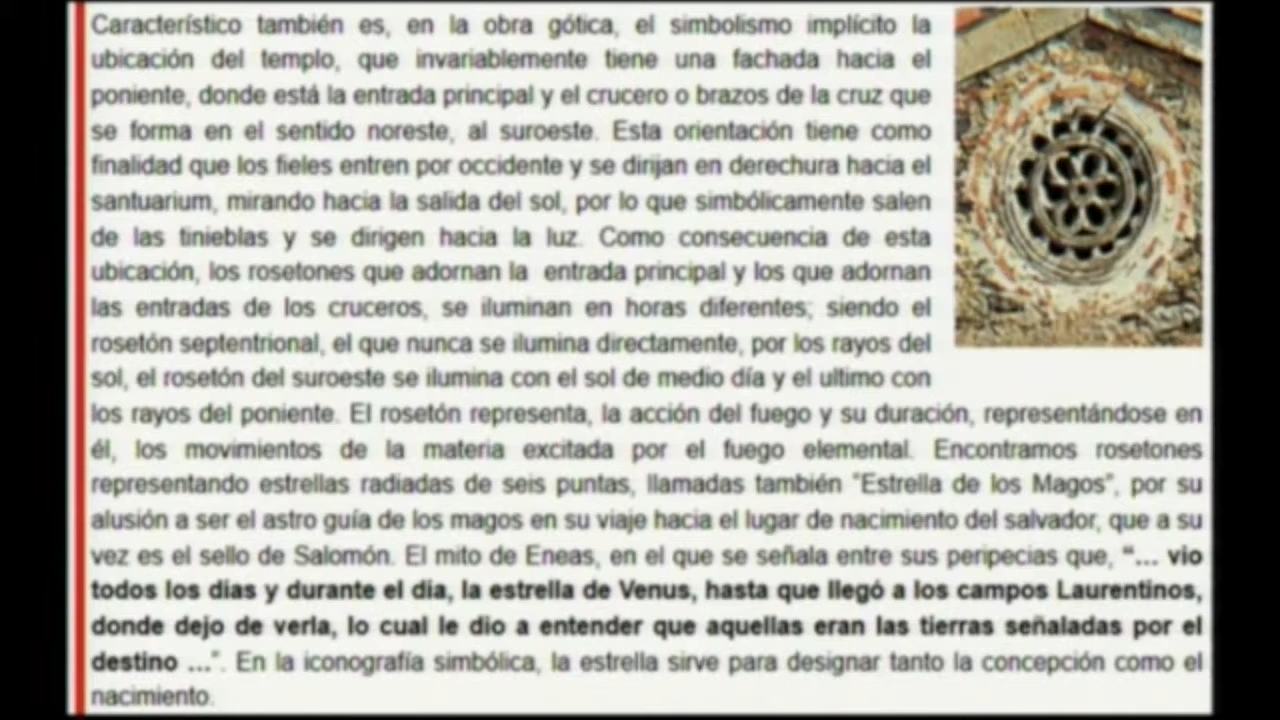 Característico también es, en la obra gótica, el simbolismo implícito la
ubicación del templo, que invariablemente tiene una fachada hacia el
poniente, donde está la entrada principal y el crucero o brazos de la cruz que
se forma en el sentido noreste, al suroeste. Esta orientación tiene como
finalidad que los fieles entren por occidente y se dirijan en derechura hacia el
santuarium, mirando hacia la salida del sol, por lo que simbólicamente salen
de las tinieblas y se dirigen hacia la luz. Como consecuencia de esta
ubicación, los rosetones que adornan la entrada principal y los que adornan
las entradas de los cruceros, se iluminan en horas diferentes; siendo el
rosetón septentrional, el que nunca se ilumina directamente, por los rayos del
sol, el rosetón del suroeste se ilumina con el sol de medio día y el ultimo con
los rayos del poniente. El rosetón representa, la acción del fuego y su duración, representándose en
él, los movimientos de la materia excitada por el fuego elemental. Encontramos rosetones
representando estrellas radiadas de seis puntas, llamadas también "Estrella de los Magos", por su
alusión a ser el astro guía de los magos en su viaje hacia el lugar de nacimiento del salvador, que a su
vez es el sello de Salomón. El mito de Eneas, en el que se señala entre sus peripecias que, "... vio
todos los dias y durante el dia, la estrella de Venus, hasta que llegó a los campos Laurentinos,
donde dejo de verla, lo cual le dio a entender que aquellas eran las tierras señaladas por el
destino ...". En la iconografía simbólica, la estrella sirve para designar tanto la concepción como el
nacimiento.